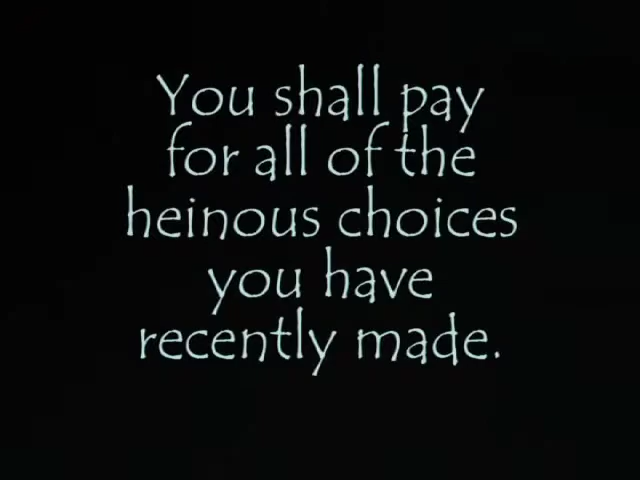 You shall pay
for all of the
heinous choices
you have
recently made.